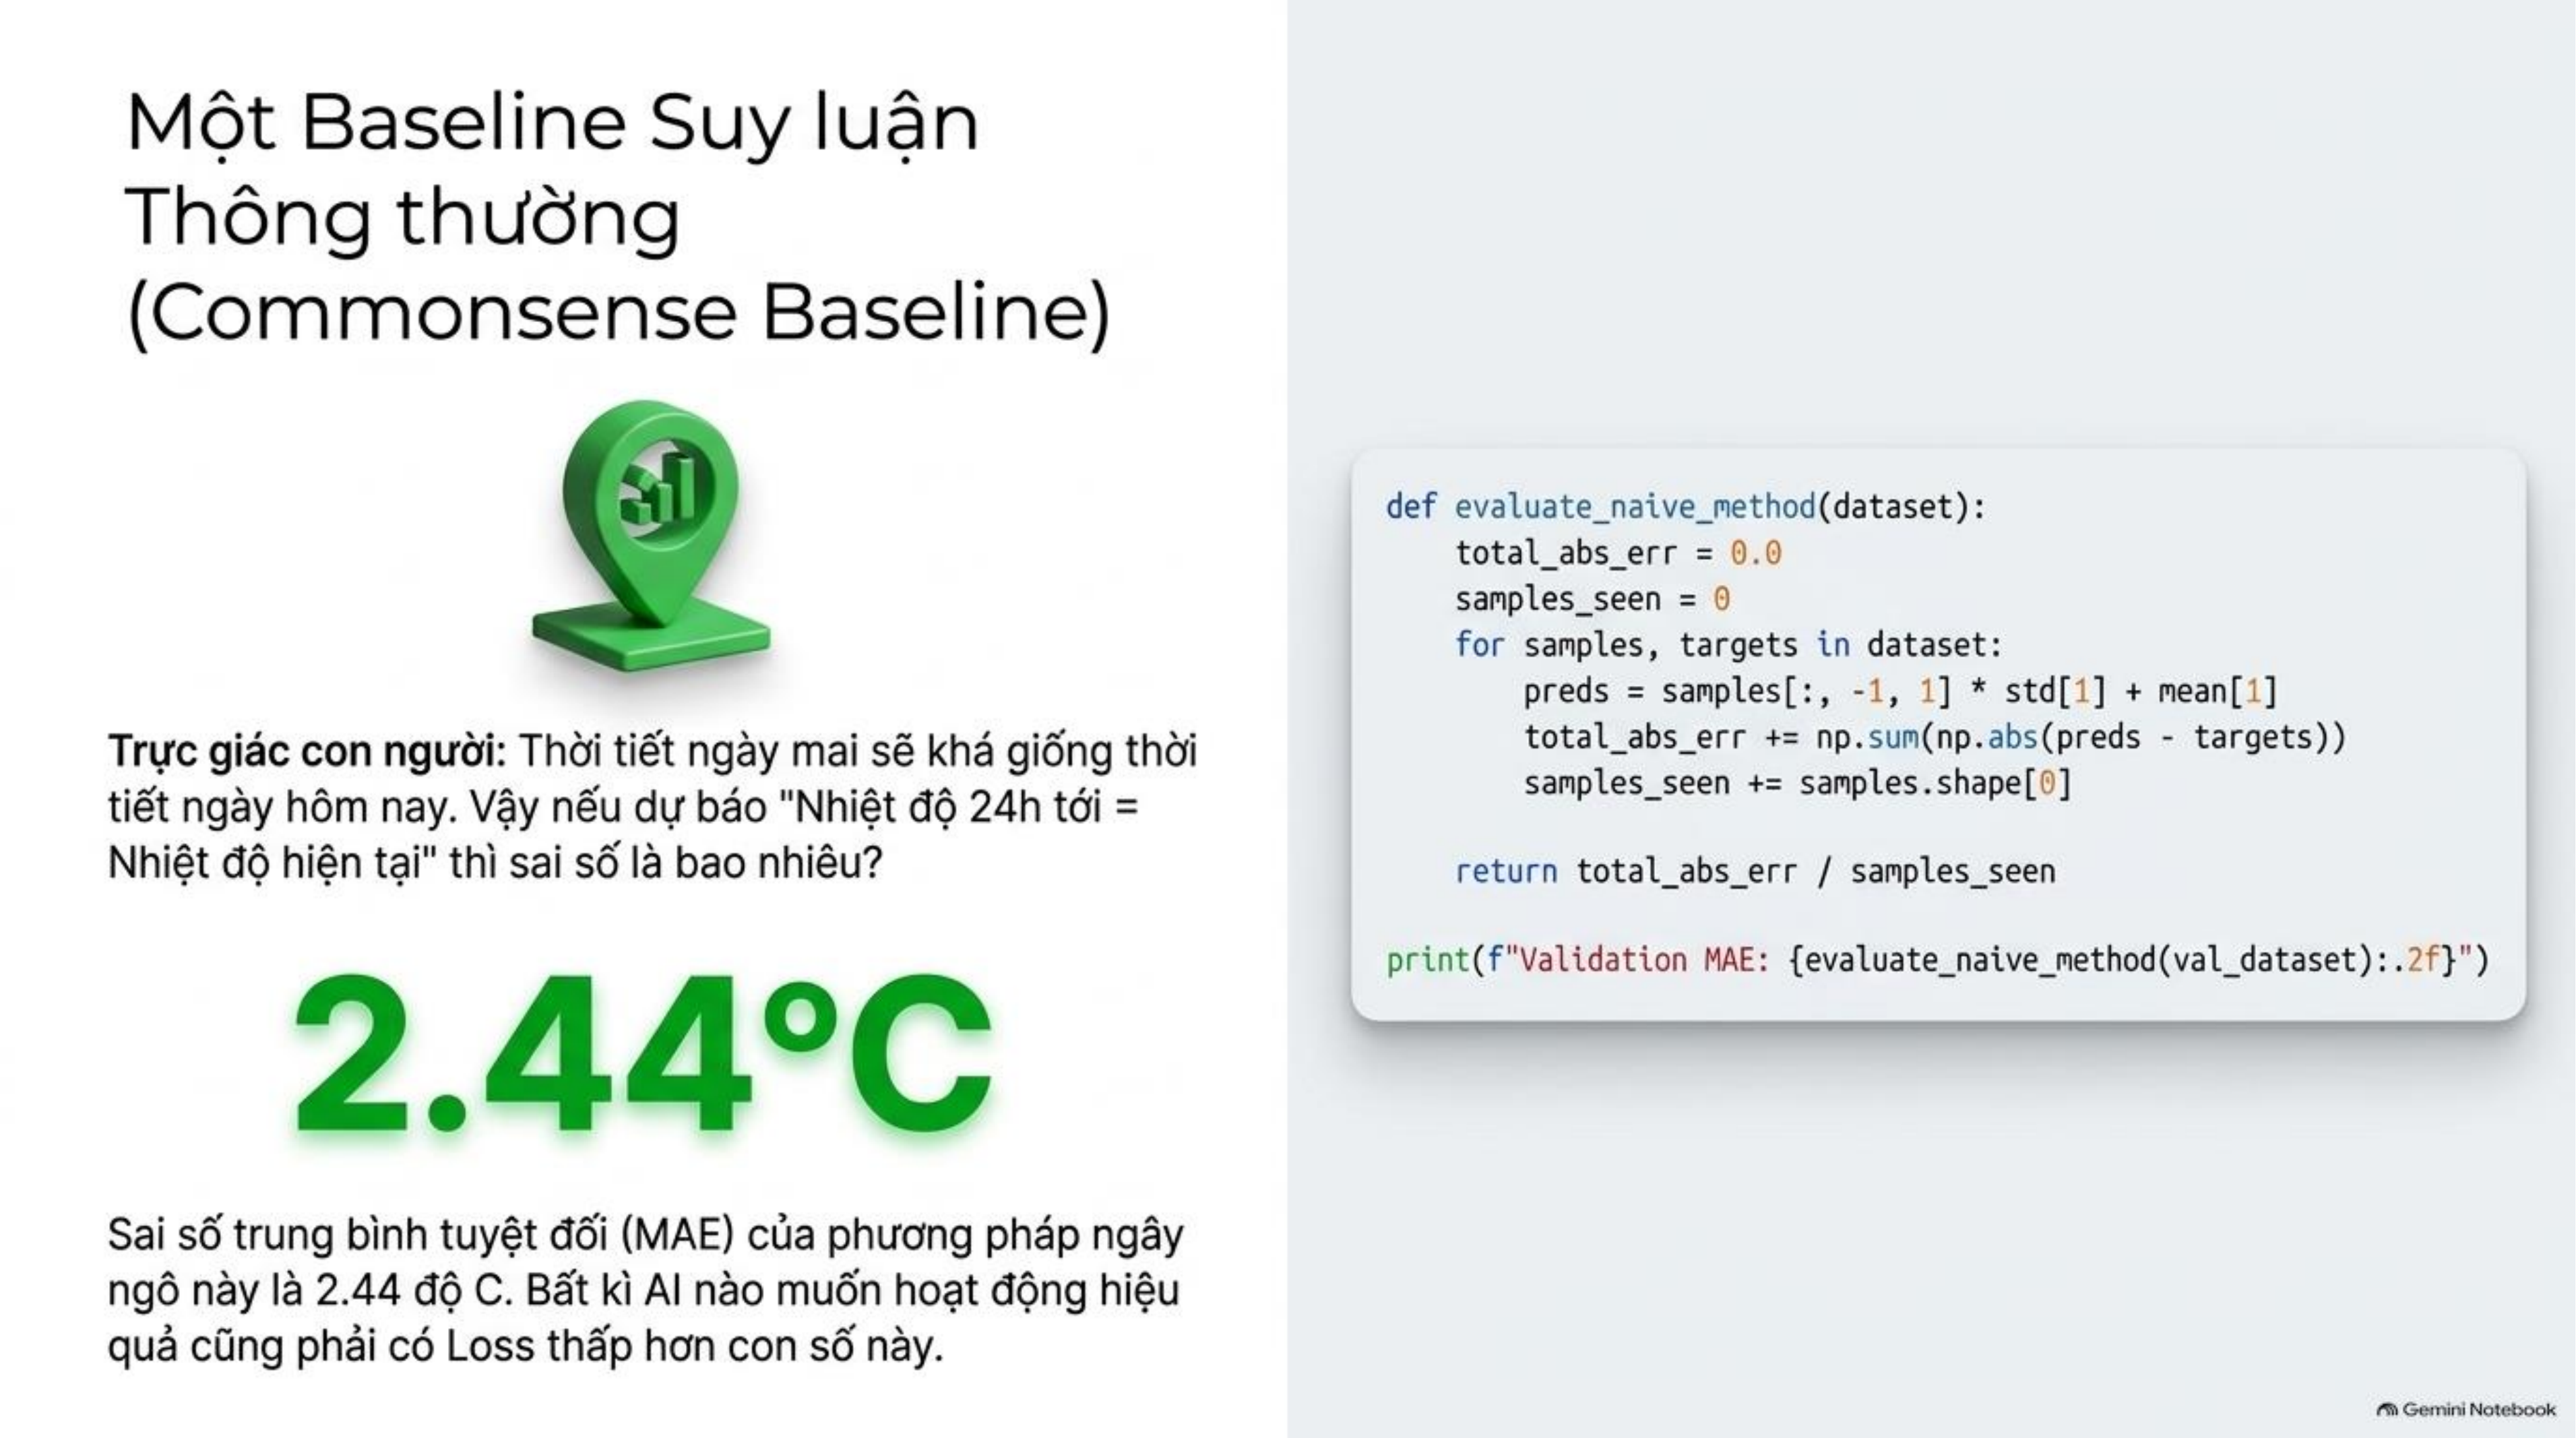 Một Baseline Suy luận
Thông thường
(Commonsense Baseline)
Trực giác con người: Thời tiết ngày mai sẽ khá giống thời
tiết ngày hôm nay. Vậy nếu dự báo "Nhiệt độ 24h tới =
Nhiệt độ hiện tại" thì sai số là bao nhiêu?
2.44°C
Sai số trung bình tuyệt đối (MAE) của phương pháp ngây
ngô này là 2.44 độ C. Bất kì AI nào muốn hoạt động hiệu
quả cũng phải có Loss thấp hơn con số này.
def evaluate_naive_method(dataset):
    total_abs_err = 0.0
    samples_seen = 0
    for samples, targets in dataset:
        preds = samples[:, -1, 1] * std[1] + mean[1]
        total_abs_err += np.sum(np.abs(preds - targets))
        samples_seen += samples.shape[0]
    return total_abs_err / samples_seen
print(f"Validation MAE: {evaluate_naive_method(val_dataset):.2f}")
Gemini Notebook